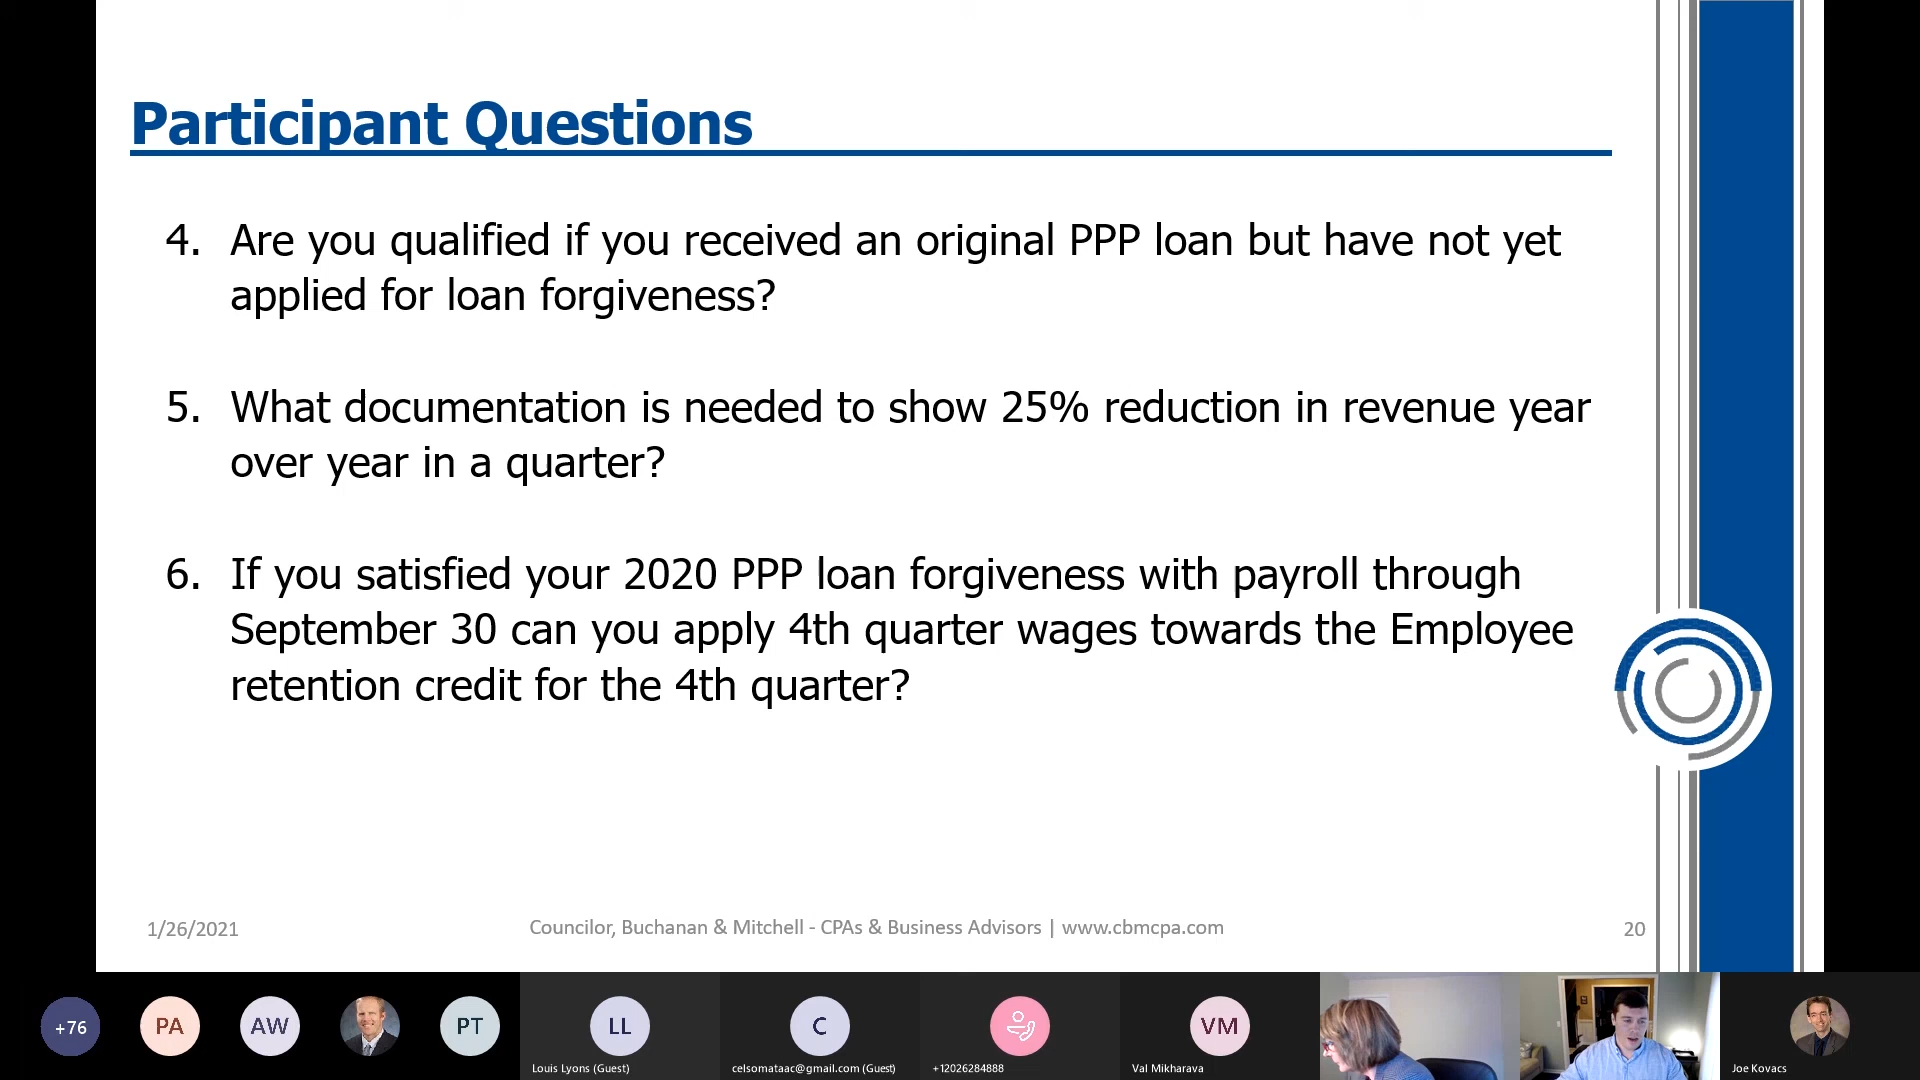 Participant Questions
4. Are you qualified if you received an original PPP loan but have not yet
applied for loan forgiveness?
5. What documentation is needed to show 25% reduction in revenue year
over year in a quarter?
6. If you satisfied your 2020 PPP loan forgiveness with payroll through
September 30 can you apply 4th quarter wages towards the Employee
retention credit for the 4th quarter?
1/26/2021
Councilor, Buchanan & Mitchell - CPAs & Business Advisors | www.cbmcpa.com
20
+76
PA
AW
PT
LL
C
VM
Louis Lyons (Guest)
celsomataac@gmail.com (Guest)
+12026284888
Val Mikharava
Joe Kovacs